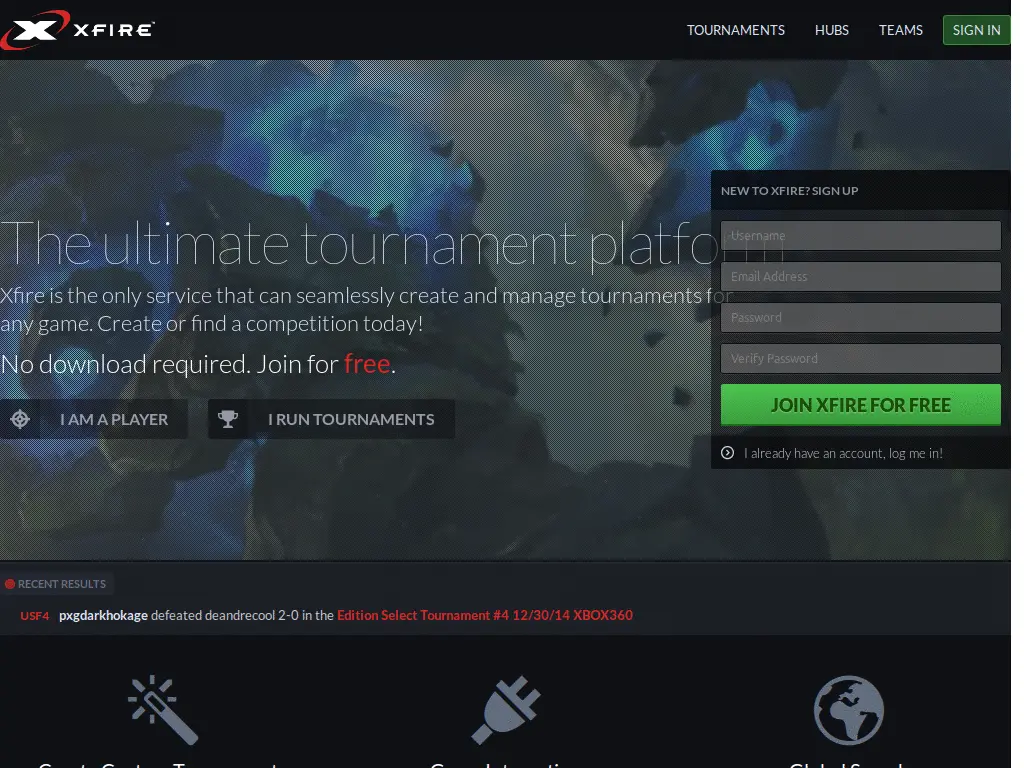 XFIRE™
TOURNAMENTS
HUBS
TEAMS
SIGN IN
The ultimate tournament platform
Xfire is the only service that can seamlessly create and manage tournaments for
any game. Create or find a competition today!
No download required. Join for free.
I AM A PLAYER
I RUN TOURNAMENTS
NEW TO XFIRE? SIGN UP
Username
Email Address
Password
Verify Password
JOIN XFIRE FOR FREE
I already have an account, log me in!
RECENT RESULTS
USF4 pxgdarkhokage defeated deandrecool 2-0 in the Edition Select Tournament #4 12/30/14 XBOX360